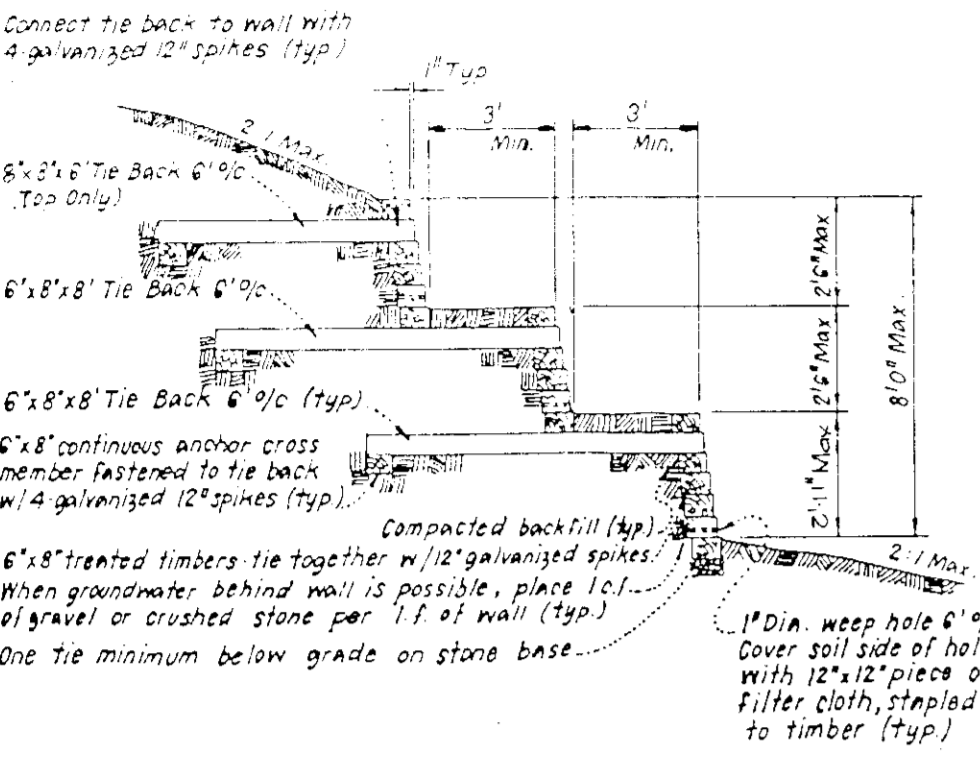 Connect tie back to wall with
4-galvanized 12" spikes (typ)
1" Typ
3'
Min.
3'
Min.
2:1 Max.
8"x8"x6' Tie Back 6' o/c
Top Only)
6"x8"x8' Tie Back 6' o/c
6"x8"x8' Tie Back 6' o/c (typ)
6"x8" continuous anchor cross
member fastened to tie back
w/4-galvanized 12" spikes (typ.)
2'6" Max
2'6" Max
2'11" Max
8'0" Max.
Compacted backfill (typ.)
6"x8" treated timbers tie together w/12" galvanized spikes.
When groundwater behind wall is possible, place 1 c.f.
of gravel or crushed stone per l.f. of wall (typ.)
One tie minimum below grade on stone base
2:1 Max.
1" Dia. weep hole 6'
Cover soil side of hol
with 12"x12" piece o
filter cloth, stapled
to timber (typ.)